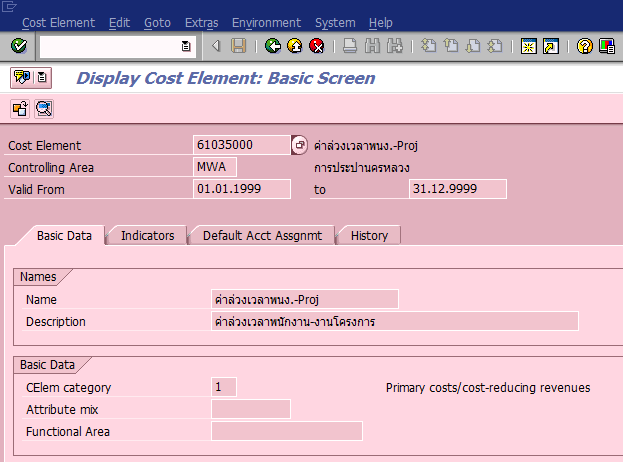 Cost Element Edit Goto Extras Environment System Help
Display Cost Element: Basic Screen
Cost Element 61035000 ค่าล่วงเวลาพนง.-Proj
Controlling Area MWA การประปานครหลวง
Valid From 01.01.1999 to 31.12.9999
Basic Data Indicators Default Acct Assgnmt History
Names
Name ค่าล่วงเวลาพนง.-Proj
Description ค่าล่วงเวลาพนักงาน-งานโครงการ
Basic Data
CElem category 1 Primary costs/cost-reducing revenues
Attribute mix
Functional Area